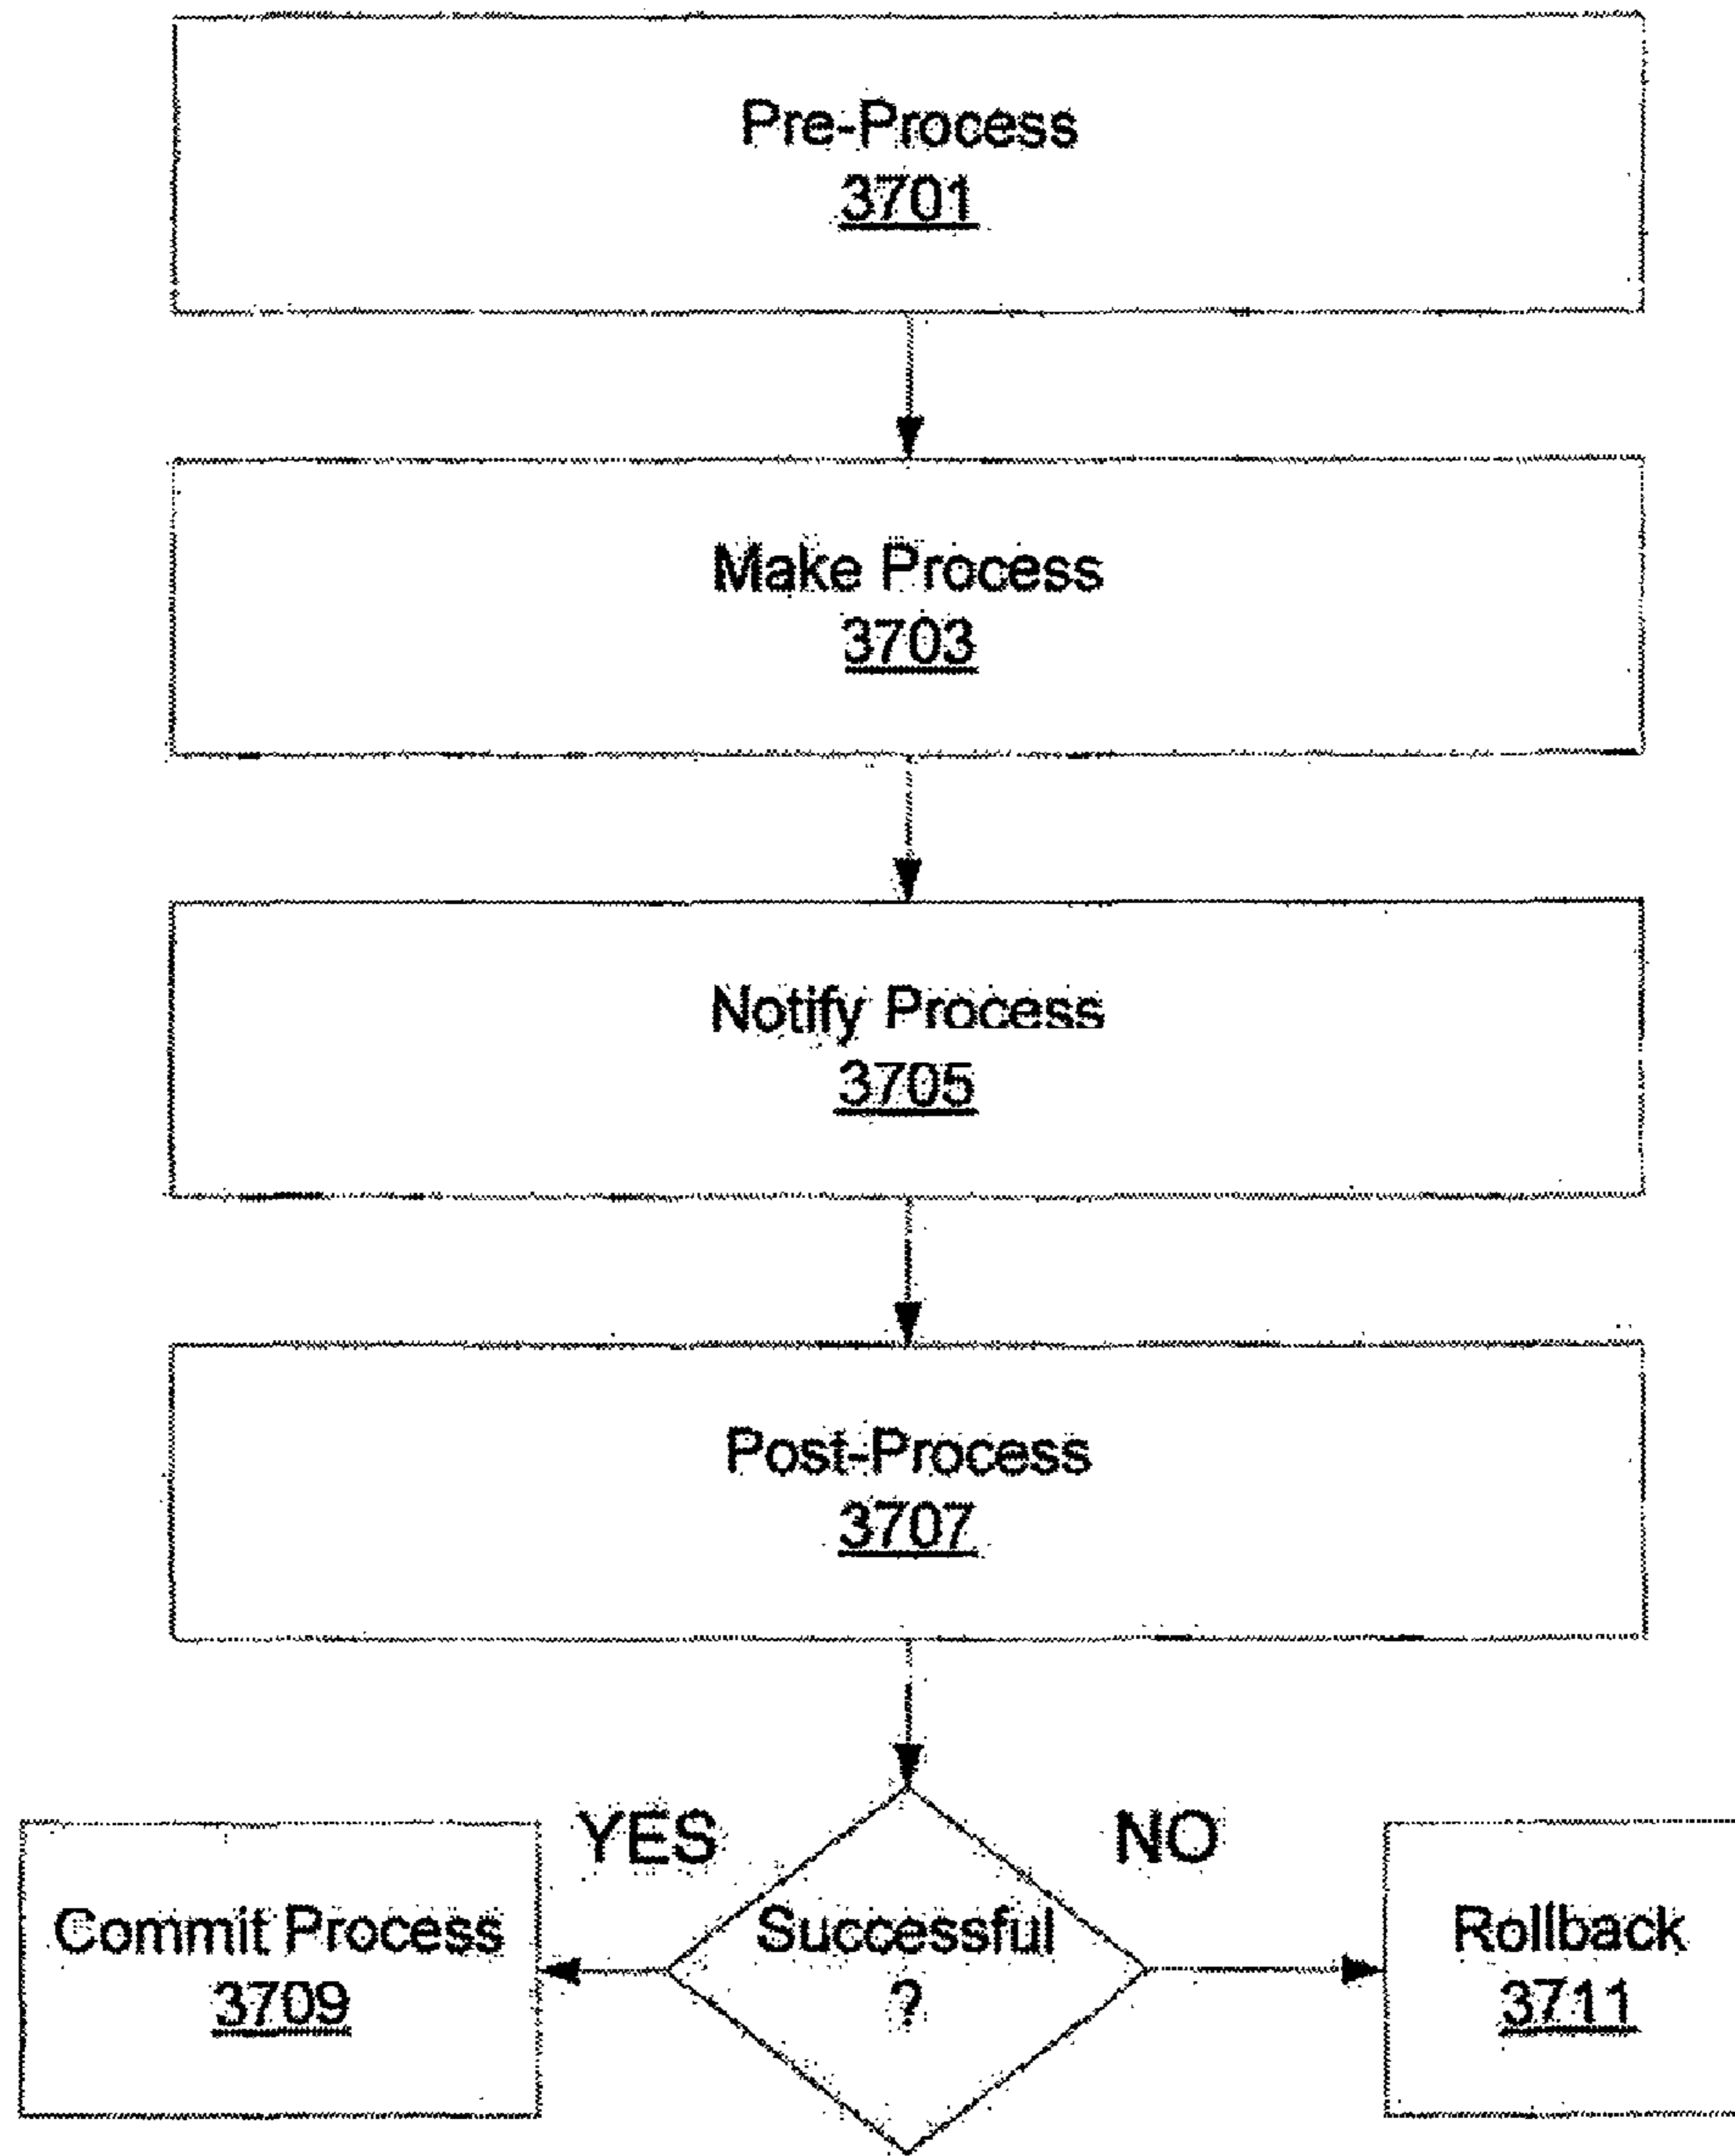 Pre-Process
3701
Make Process
3703
Notify Process
3705
Post-Process
3707
YES
NO
Commit Process
3709
Successful
?
Rollback
3711